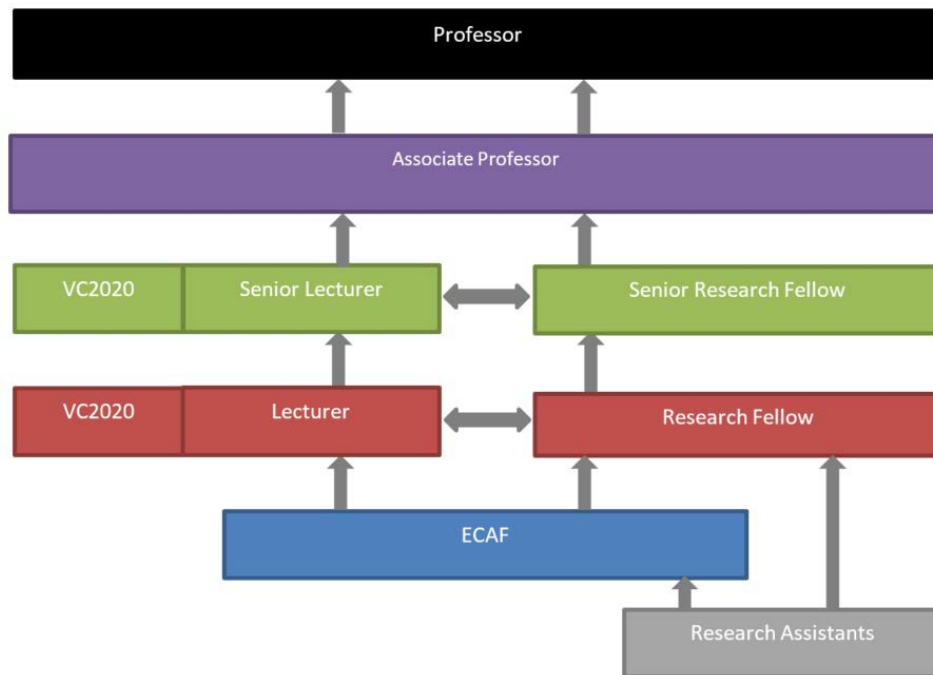 Professor
Associate Professor
VC2020
Senior Lecturer
Senior Research Fellow
VC2020
Lecturer
Research Fellow
ECAF
Research Assistants